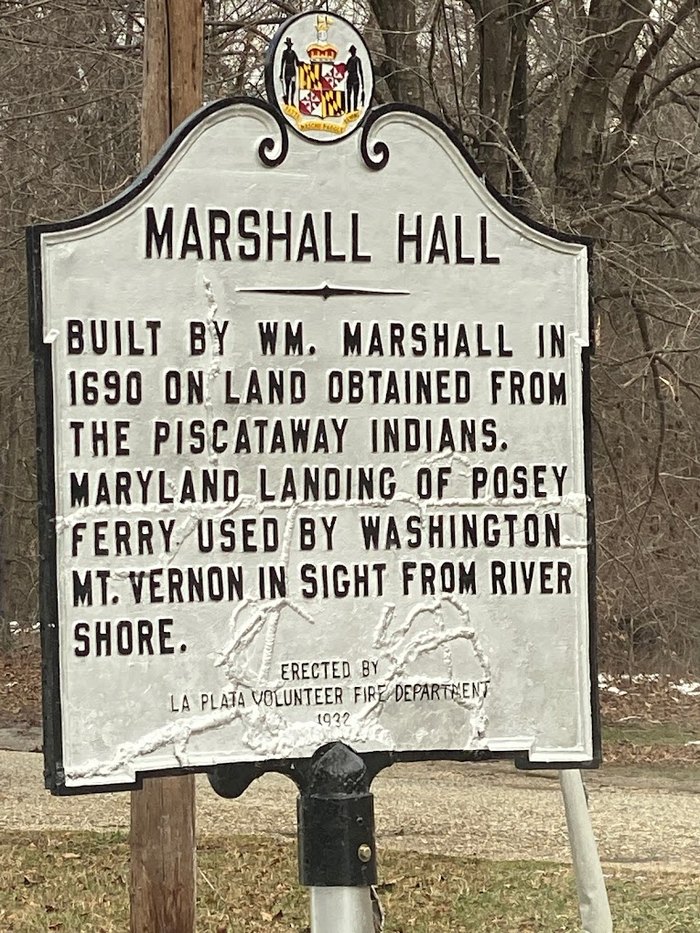 MARSHALL HALL
BUILT BY WM. MARSHALL IN
1690 ON LAND OBTAINED FROM
THE PISCATAWAY INDIANS.
MARYLAND LANDING OF POSEY
FERRY USED BY WASHINGTON
MT. VERNON IN SIGHT FROM RIVER
SHORE.
ERECTED BY
LA PLATA VOLUNTEER FIRE DEPARTMENT
1932